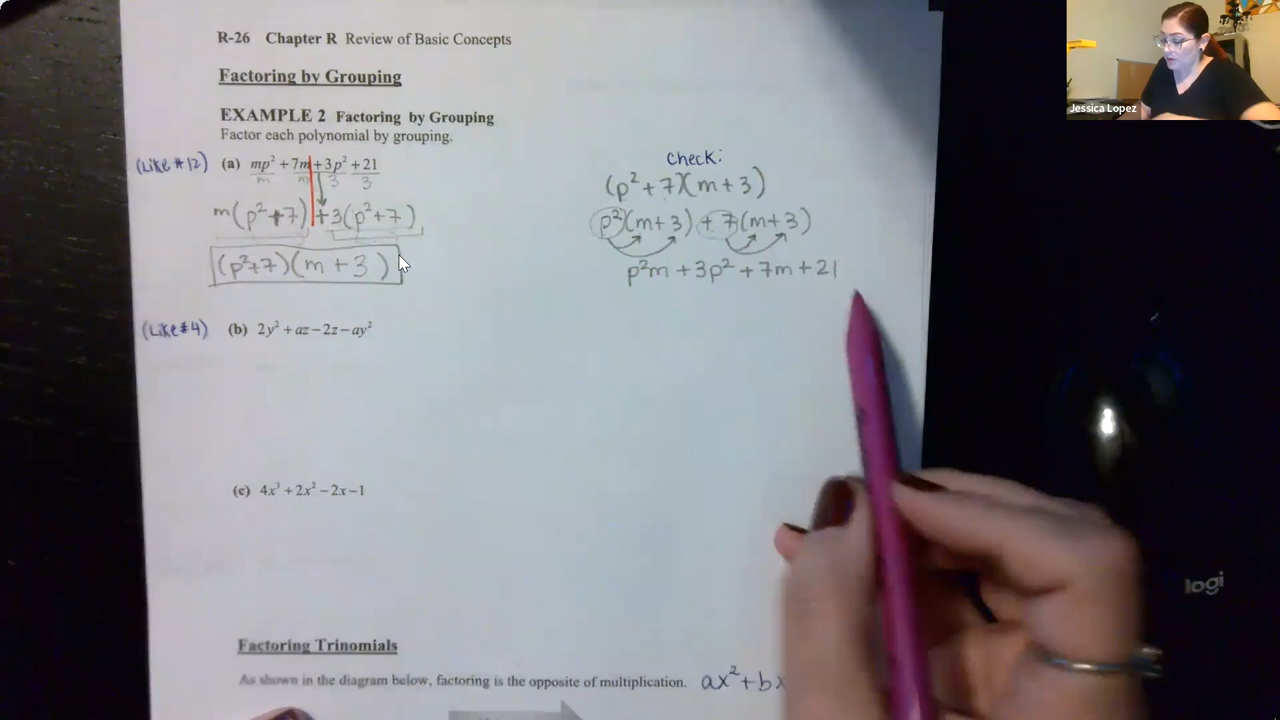 R-26 Chapter R Review of Basic Concepts
Jessica Lopez
Factoring by Grouping
EXAMPLE 2 Factoring by Grouping
Factor each polynomial by grouping.
(Like #12) (a) mp² + 7m + 3p² + 21
m m 3 3
m(p²+7) +3(p²+7)
(p²+7)(m + 3)
check:
(p²+7)(m+3)
p²(m+3) + 7(m+3)
p²m + 3p² + 7m + 21
(Like #4) (b) 2y² + az − 2z − ay²
(c) 4x³ + 2x² − 2x − 1
logi
Factoring Trinomials
As shown in the diagram below, factoring is the opposite of multiplication. ax²+bx